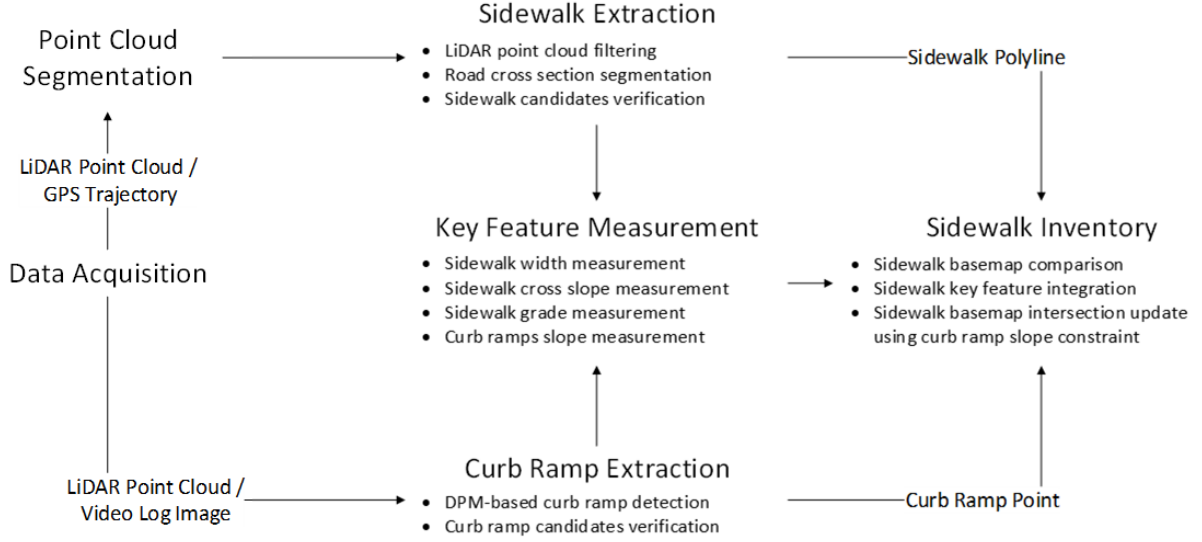 Point Cloud
Segmentation
Sidewalk Extraction
• LiDAR point cloud filtering
• Road cross section segmentation
• Sidewalk candidates verification
Sidewalk Polyline
LiDAR Point Cloud /
GPS Trajectory
Data Acquisition
Key Feature Measurement
• Sidewalk width measurement
• Sidewalk cross slope measurement
• Sidewalk grade measurement
• Curb ramps slope measurement
Sidewalk Inventory
• Sidewalk basemap comparison
• Sidewalk key feature integration
• Sidewalk basemap intersection update
using curb ramp slope constraint
LiDAR Point Cloud /
Video Log Image
Curb Ramp Extraction
• DPM-based curb ramp detection
• Curb ramp candidates verification
Curb Ramp Point